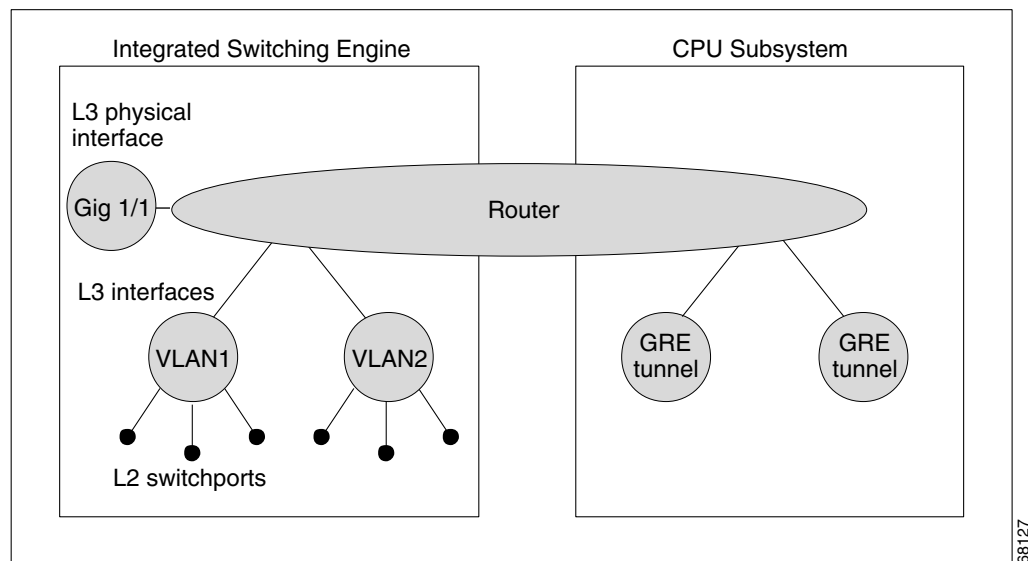 Integrated Switching Engine
CPU Subsystem
L3 physical
interface
Gig 1/1
Router
L3 interfaces
VLAN1
VLAN2
GRE
tunnel
GRE
tunnel
L2 switchports
68127